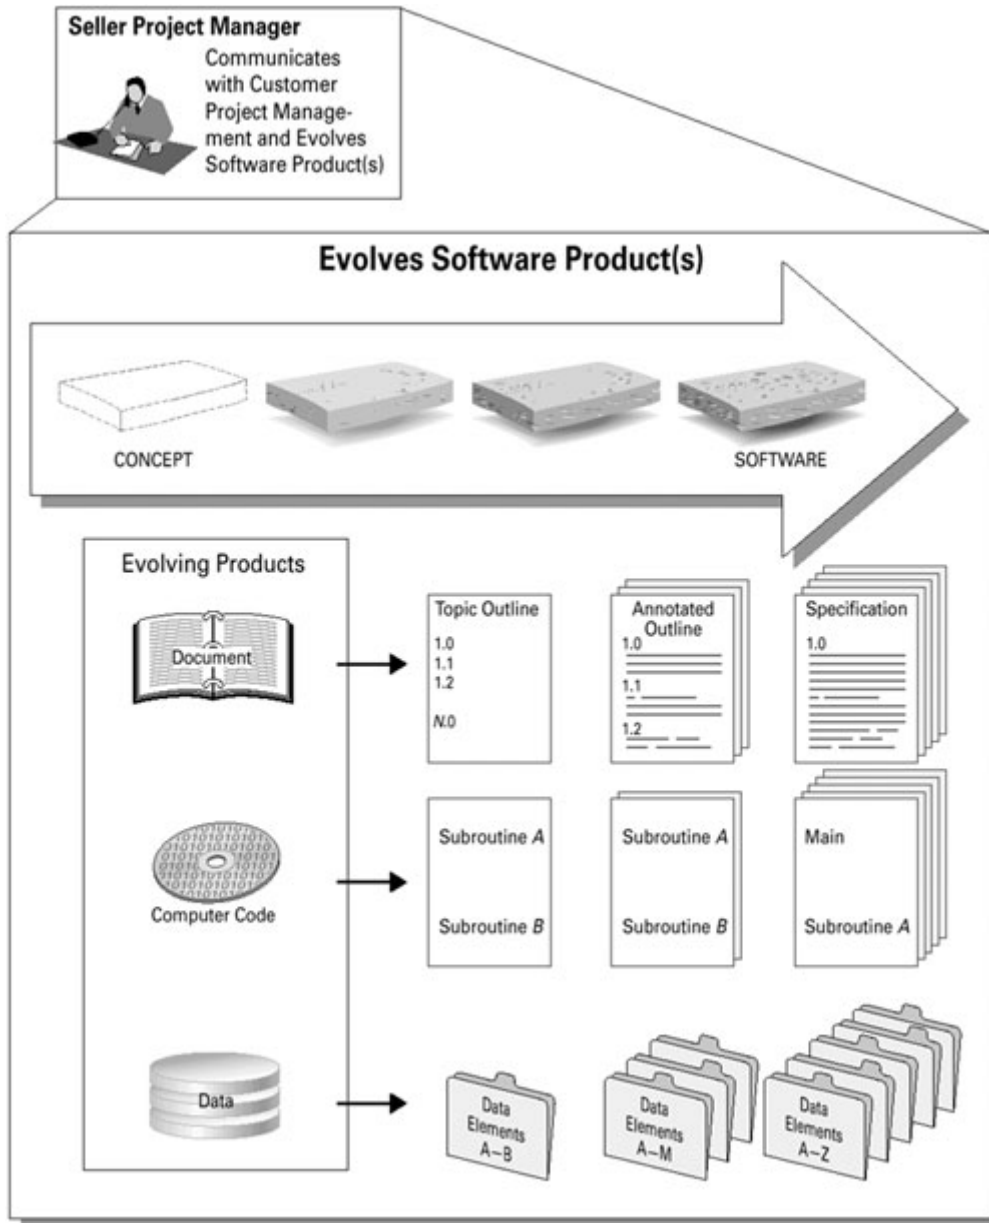 Seller Project Manager
Communicates
with Customer
Project Manage-
ment and Evolves
Software Product(s)
Evolves Software Product(s)
CONCEPT
SOFTWARE
Evolving Products
Document
Topic Outline
1.0
1.1
1.2
N.0
Annotated
Outline
1.0
1.1
1.2
Specification
1.0
Computer Code
Subroutine A
Subroutine B
Subroutine A
Subroutine B
Main
Subroutine A
Data
Data
Elements
A–B
Data
Elements
A–M
Data
Elements
A–Z